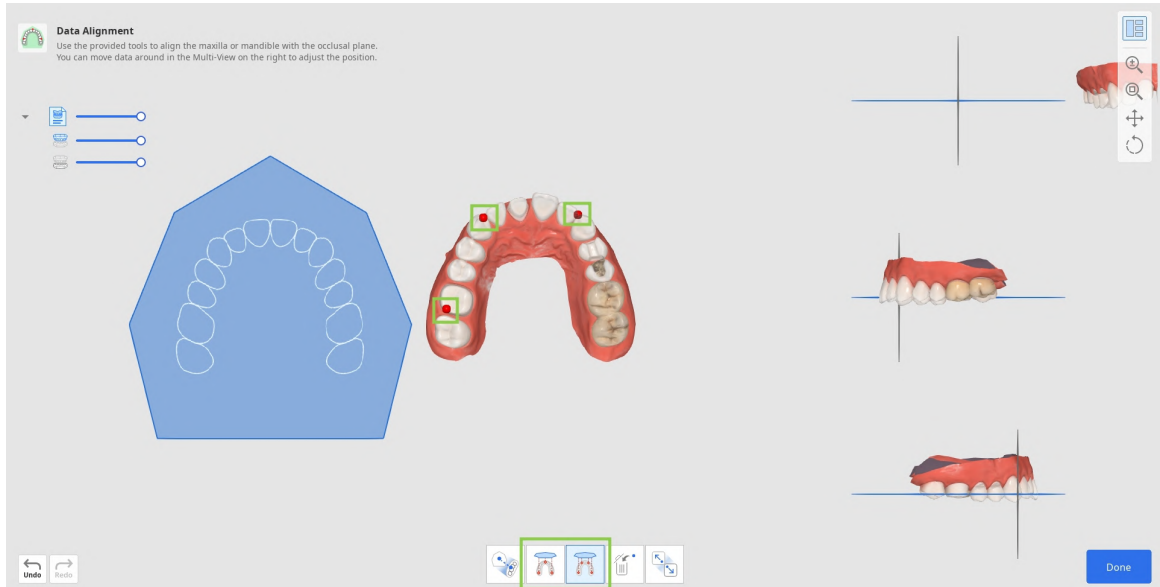 Data Alignment
Use the provided tools to align the maxilla or mandible with the occlusal plane.
You can move data around in the Multi-View on the right to adjust the position.
Undo
Redo
Done